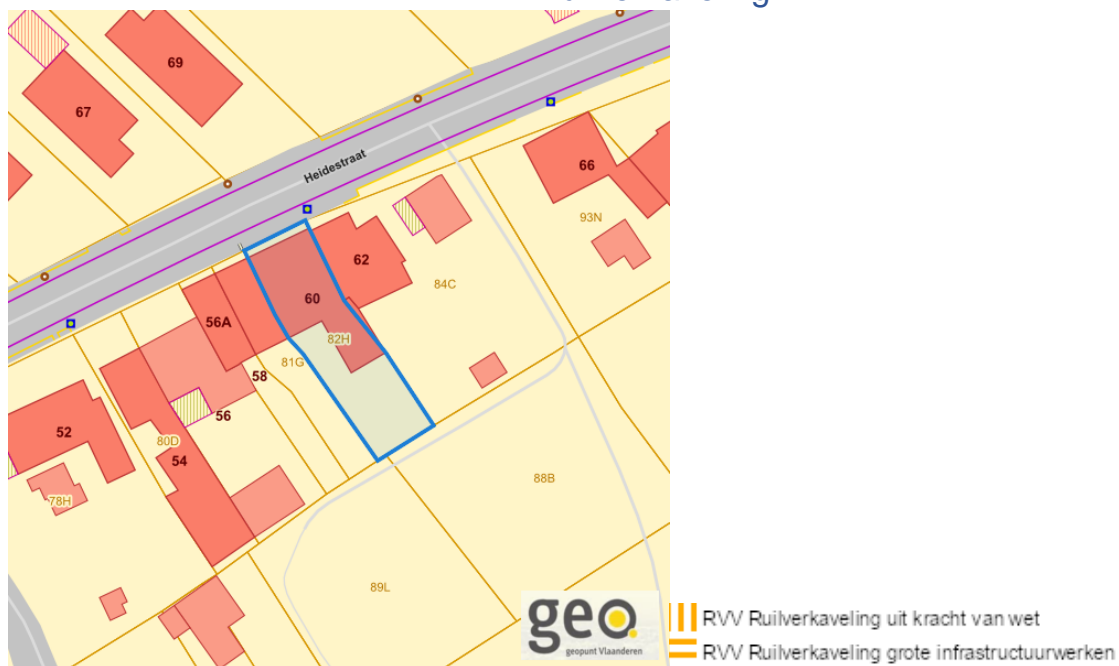 69
67
Heidestraat
66
93N
62
84C
60
56A
82H
81G
58
56
52
80D
54
78H
88B
89L
geo.
geopunt Vlaanderen
RVV Ruilverkaveling uit kracht van wet
RVV Ruilverkaveling grote infrastructuurwerken